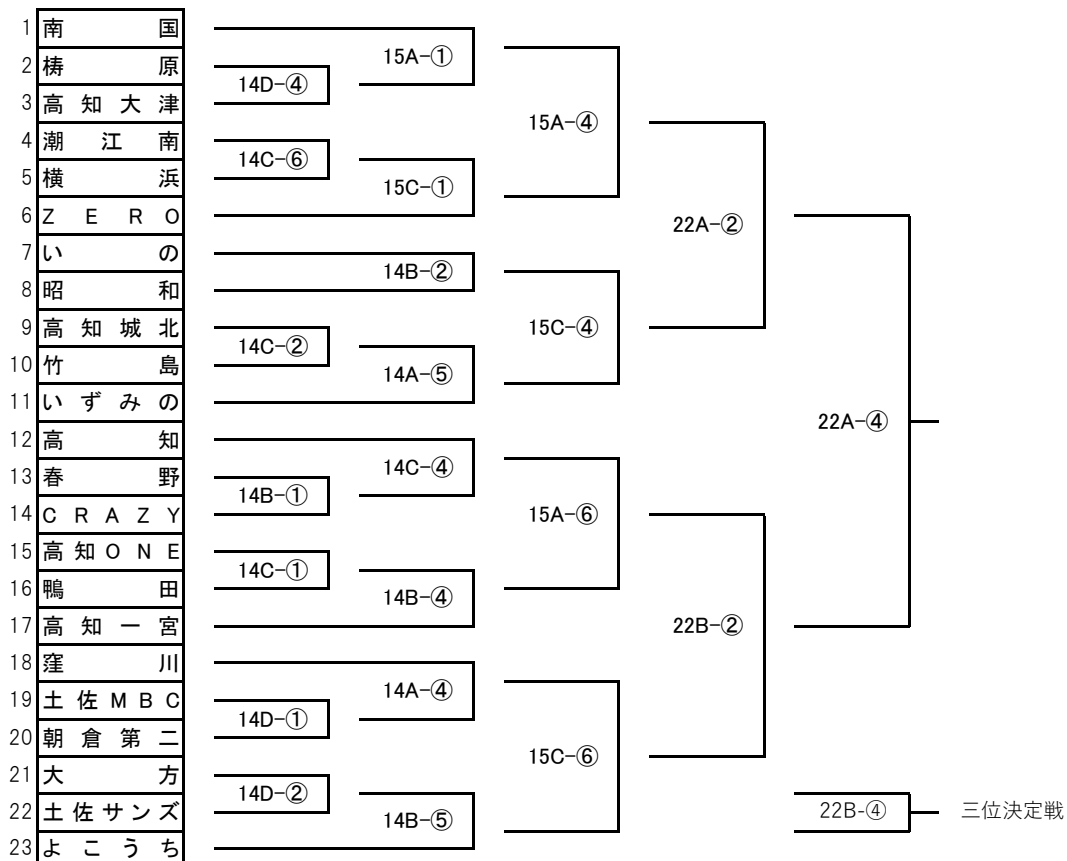 1 南国
15A-①
2 梼原
14D-④
3 高知大津
15A-④
4 潮江南
14C-⑥
5 横浜
15C-①
6 ZERO
22A-②
7 いの
14B-②
8 昭和
9 高知城北
15C-④
14C-②
10 竹島
14A-⑤
11 いずみの
22A-④
12 高知
14C-④
13 春野
14B-①
14 CRAZY
15A-⑥
15 高知ONE
14C-①
16 鴨田
14B-④
17 高知一宮
22B-②
18 窪川
14A-④
19 土佐MBC
14D-①
20 朝倉第二
15C-⑥
21 大方
14D-②
22 土佐サンズ
22B-④ 三位決定戦
14B-⑤
23 よこうち